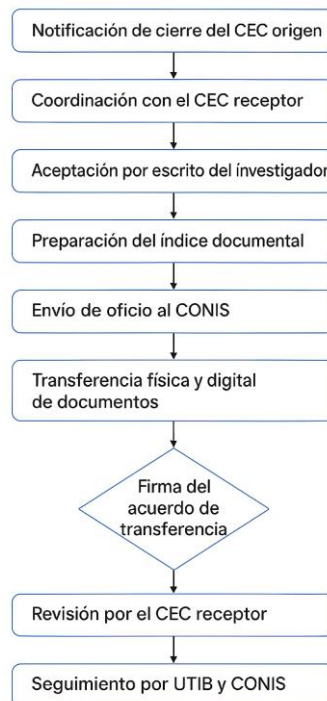 Notificación de cierre del CEC origen
Coordinación con el CEC receptor
Aceptación por escrito del ínvestigador
Preparación del índice documental
Envío de oficio al CONIS
Transferencia física y digital
de documentos
Firma del
acuerdo de
transferencia
Revisión por el CEC receptor
Seguimiento por UTIB y CONIS